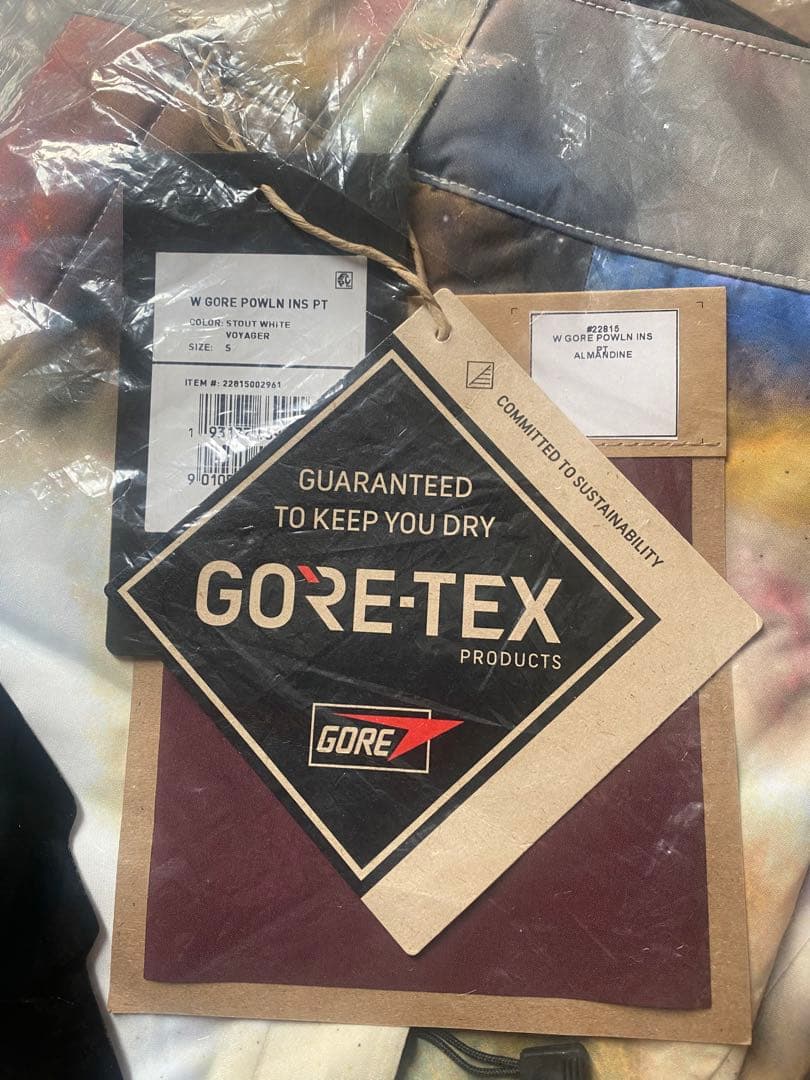 W GORE POWLN INS PT
COLOR: STOUT WHITE
VOYAGER
SIZE: S
ITEM #: 22815002961
#22815
W GORE POWLN INS
PT
ALMANDINE
COMMITTED TO SUSTAINABILITY
GUARANTEED
TO KEEP YOU DRY
GORE-TEX
PRODUCTS
GORE